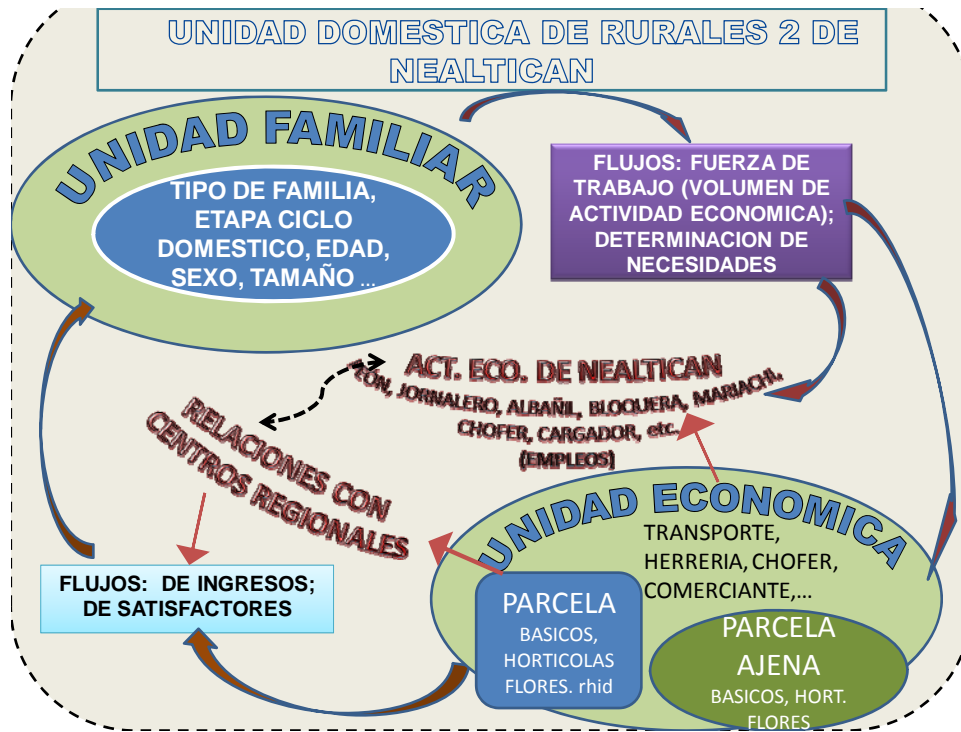 UNIDAD DOMESTICA DE RURALES 2 DE
NEALTICAN
UNIDAD FAMILIAR
TIPO DE FAMILIA,
ETAPA CICLO
DOMESTICO, EDAD,
SEXO, TAMAÑO ...
FLUJOS: FUERZA DE
TRABAJO (VOLUMEN DE
ACTIVIDAD ECONOMICA);
DETERMINACION DE
NECESIDADES
ACT. ECO. DE NEALTICAN
PEÓN, JORNALERO, ALBAÑIL, BLOQUERA, MARIACHI,
CHOFER, CARGADOR, etc.
(EMPLEOS)
RELACIONES CON
CENTROS REGIONALES
FLUJOS: DE INGRESOS;
DE SATISFACTORES
UNIDAD ECONOMICA
TRANSPORTE,
HERRERIA, CHOFER,
COMERCIANTE,...
PARCELA
BASICOS,
HORTICOLAS
FLORES. rhid
PARCELA
AJENA
BASICOS, HORT.
FLORES